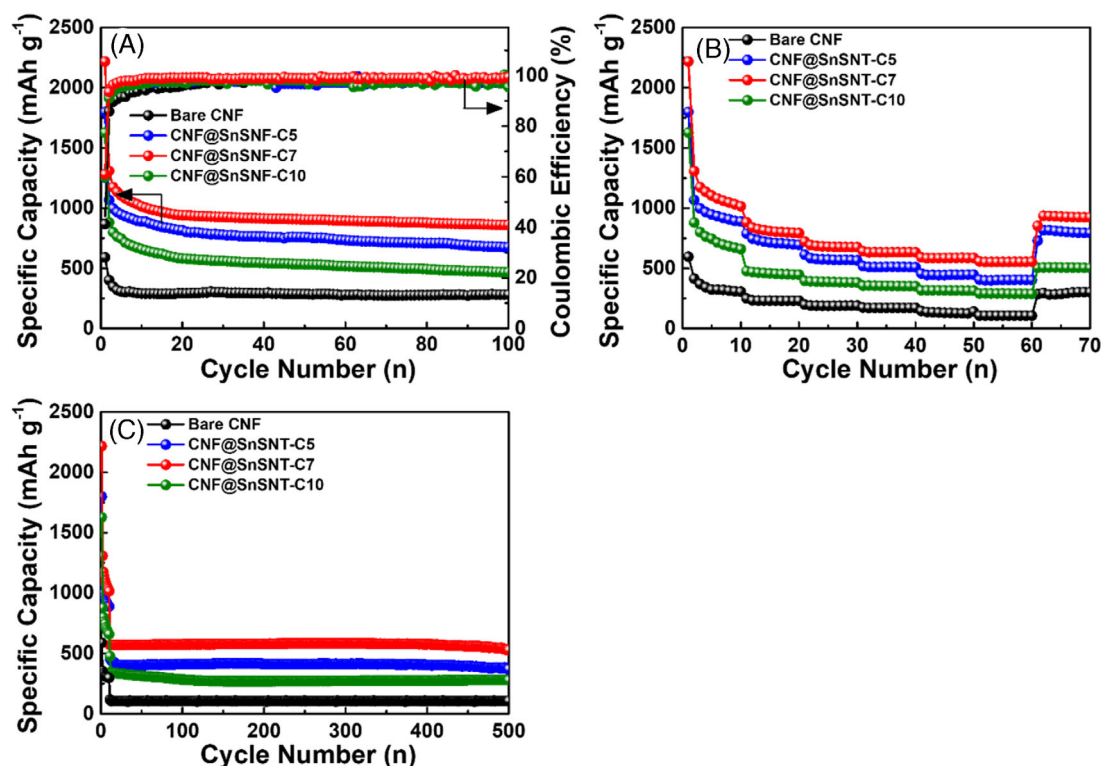 (A)
Specific Capacity (mAh g⁻¹)
2500
2000
1500
1000
500
0
Coulombic Efficiency (%)
100
80
60
40
20
0
Bare CNF
CNF@SnSNF-C5
CNF@SnSNF-C7
CNF@SnSNF-C10
0 20 40 60 80 100
Cycle Number (n)
(B)
Specific Capacity (mAh g⁻¹)
2500
2000
1500
1000
500
0
Bare CNF
CNF@SnSNT-C5
CNF@SnSNT-C7
CNF@SnSNT-C10
0 10 20 30 40 50 60 70
Cycle Number (n)
(C)
Specific Capacity (mAh g⁻¹)
2500
2000
1500
1000
500
0
Bare CNF
CNF@SnSNT-C5
CNF@SnSNT-C7
CNF@SnSNT-C10
0 100 200 300 400 500
Cycle Number (n)